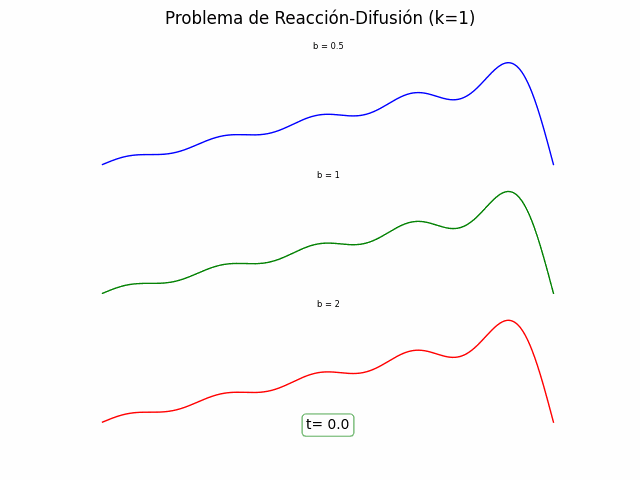 Problema de Reacción-Difusión (k=1)
b = 0.5
b = 1
b = 2
t= 0.0